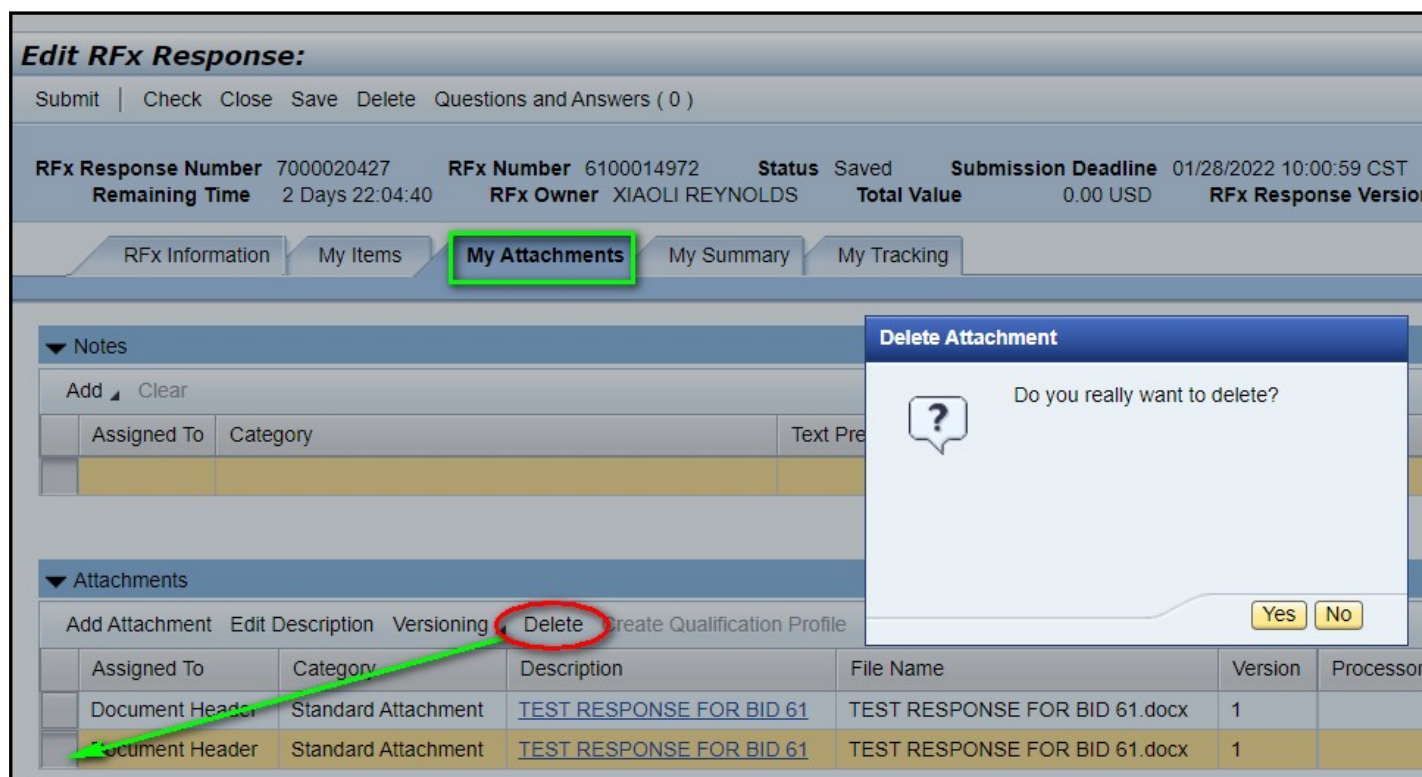 Edit RFx Response:
Submit | Check Close Save Delete Questions and Answers ( 0 )
RFx Response Number 7000020427 RFx Number 6100014972 Status Saved Submission Deadline 01/28/2022 10:00:59 CST
Remaining Time 2 Days 22:04:40 RFx Owner XIAOLI REYNOLDS Total Value 0.00 USD RFx Response Version
RFx Information My Items My Attachments My Summary My Tracking
Notes
Add Clear
Assigned To Category Text Pre
Delete Attachment
Do you really want to delete?
?
Yes No
Attachments
Add Attachment Edit Description Versioning Delete Create Qualification Profile
Assigned To Category Description File Name Version Processor
Document Header Standard Attachment TEST RESPONSE FOR BID 61 TEST RESPONSE FOR BID 61.docx 1
Document Header Standard Attachment TEST RESPONSE FOR BID 61 TEST RESPONSE FOR BID 61.docx 1